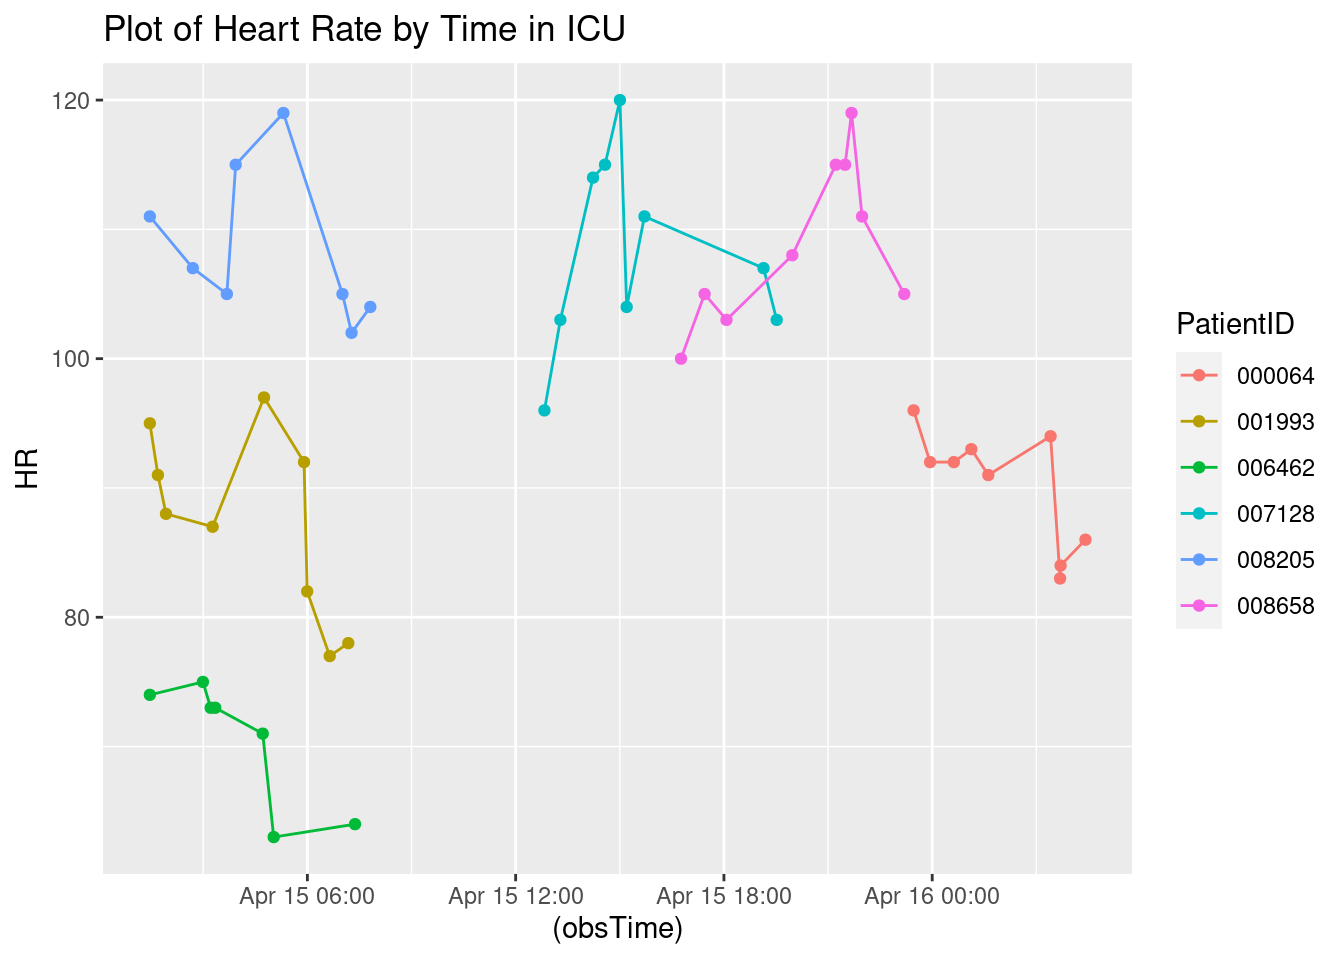 Plot of Heart Rate by Time in ICU
120
100
80
HR
Apr 15 06:00
Apr 15 12:00
Apr 15 18:00
Apr 16 00:00
(obsTime)
PatientID
000064
001993
006462
007128
008205
008658